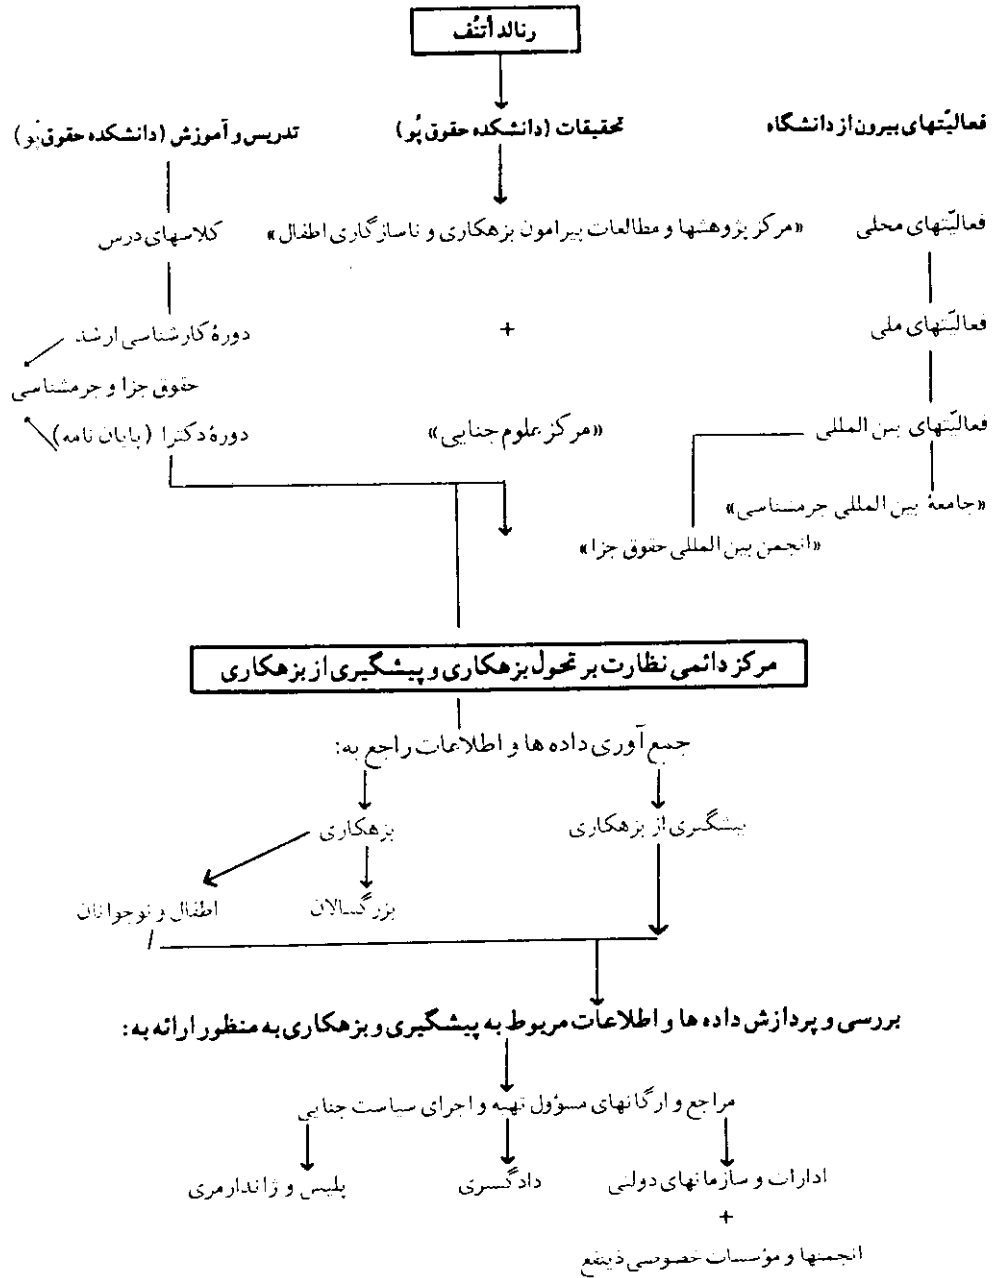 رنالد أتنُف
فعالیّتهای بیرون از دانشگاه
تحقیقات (دانشکده حقوق پُو)
تدریس و آموزش (دانشکده حقوق پُو)
فعالیّتهای محلی
«مرکز پژوهشها و مطالعات پیرامون بزهکاری و ناسازگاری اطفال»
کلاسهای درس
فعالیّتهای ملی
+
دورهٔ کارشناسی ارشد
حقوق جزا و جرمشناسی
فعالیّتهای بین المللی
«مرکز علوم جنایی»
دورهٔ دکترا (پایان نامه)
«جامعهٔ بین المللی جرمشناسی»
«انجمن بین المللی حقوق جزا»
مرکز دائمی نظارت بر تحول بزهکاری و پیشگیری از بزهکاری
جمع آوری داده ها و اطلاعات راجع به:
پیشگیری از بزهکاری
بزهکاری
بزرگسالان
اطفال و نوجوانان
بررسی و پردازش داده ها و اطلاعات مربوط به پیشگیری و بزهکاری به منظور ارائه به:
مراجع و ارگانهای مسؤول تهیه و اجرای سیاست جنایی
ادارات و سازمانهای دولتی
دادگستری
پلیس و ژاندارمری
+
انجمنها و مؤسسات خصوصی ذینفع